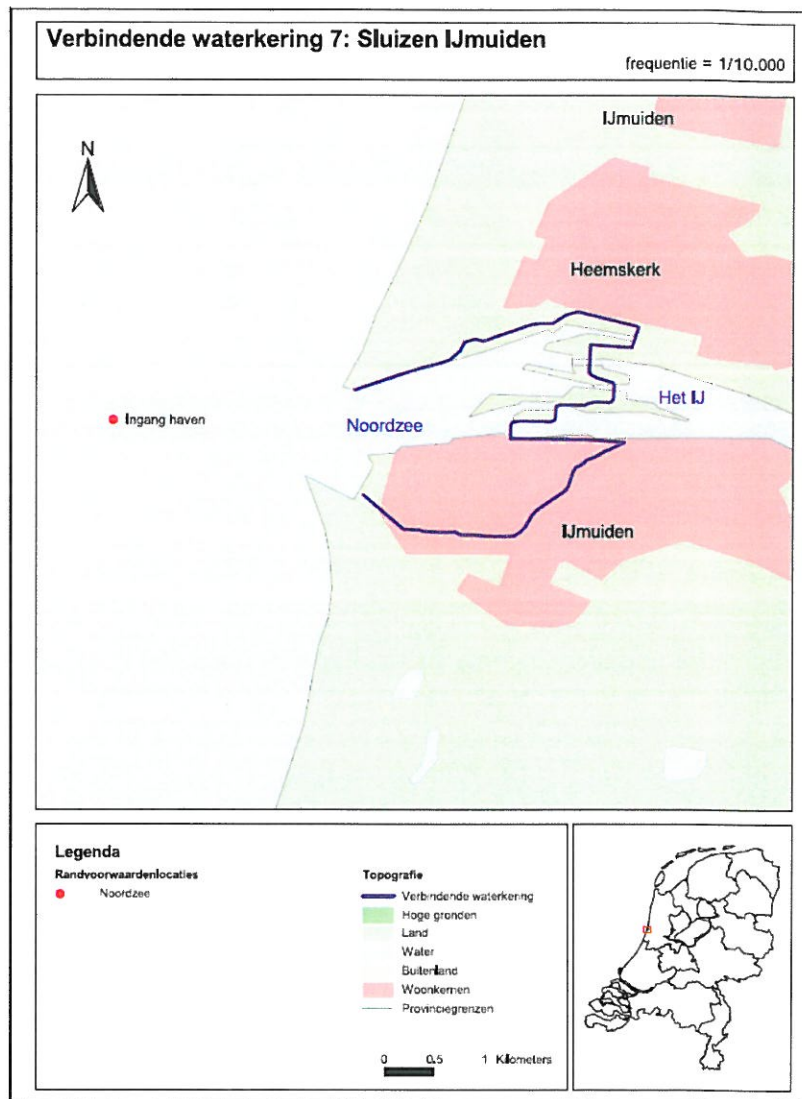 Verbindende waterkering 7: Sluizen IJmuiden
frequentie = 1/10.000
IJmuiden
N
Heemskerk
Ingang haven
Noordzee
Het IJ
IJmuiden
Legenda
Randvoorwaardenlocaties
Noordzee
Topografie
Verbindende waterkering
Hoge gronden
Land
Water
Buitenland
Woonkernen
Provinciegrenzen
0 0.5 1 Kilometers